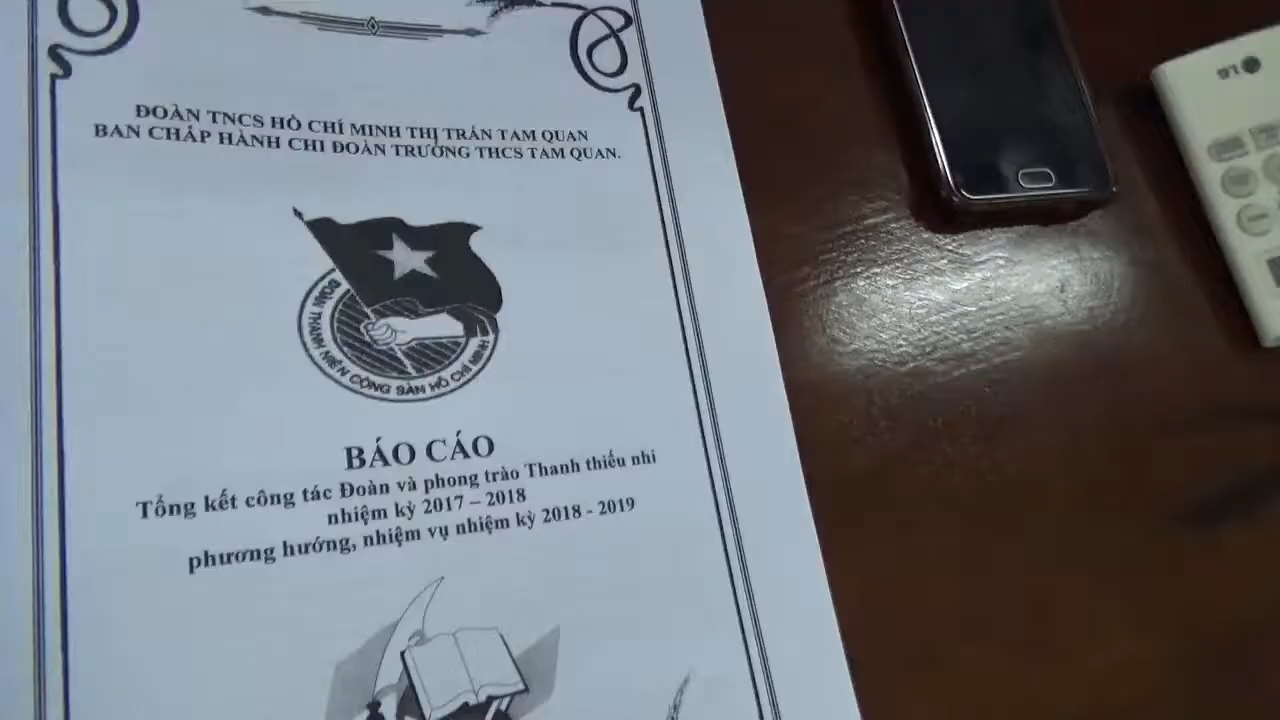 ĐOÀN TNCS HỒ CHÍ MINH THỊ TRẤN TAM QUAN
BAN CHẤP HÀNH CHI ĐOÀN TRƯỜNG THCS TAM QUAN.
ĐOÀN THANH NIÊN CỘNG SẢN HỒ CHÍ MINH
BÁO CÁO
Tổng kết công tác Đoàn và phong trào Thanh thiếu nhi
nhiệm kỳ 2017 – 2018
phương hướng, nhiệm vụ nhiệm kỳ 2018 - 2019
LG